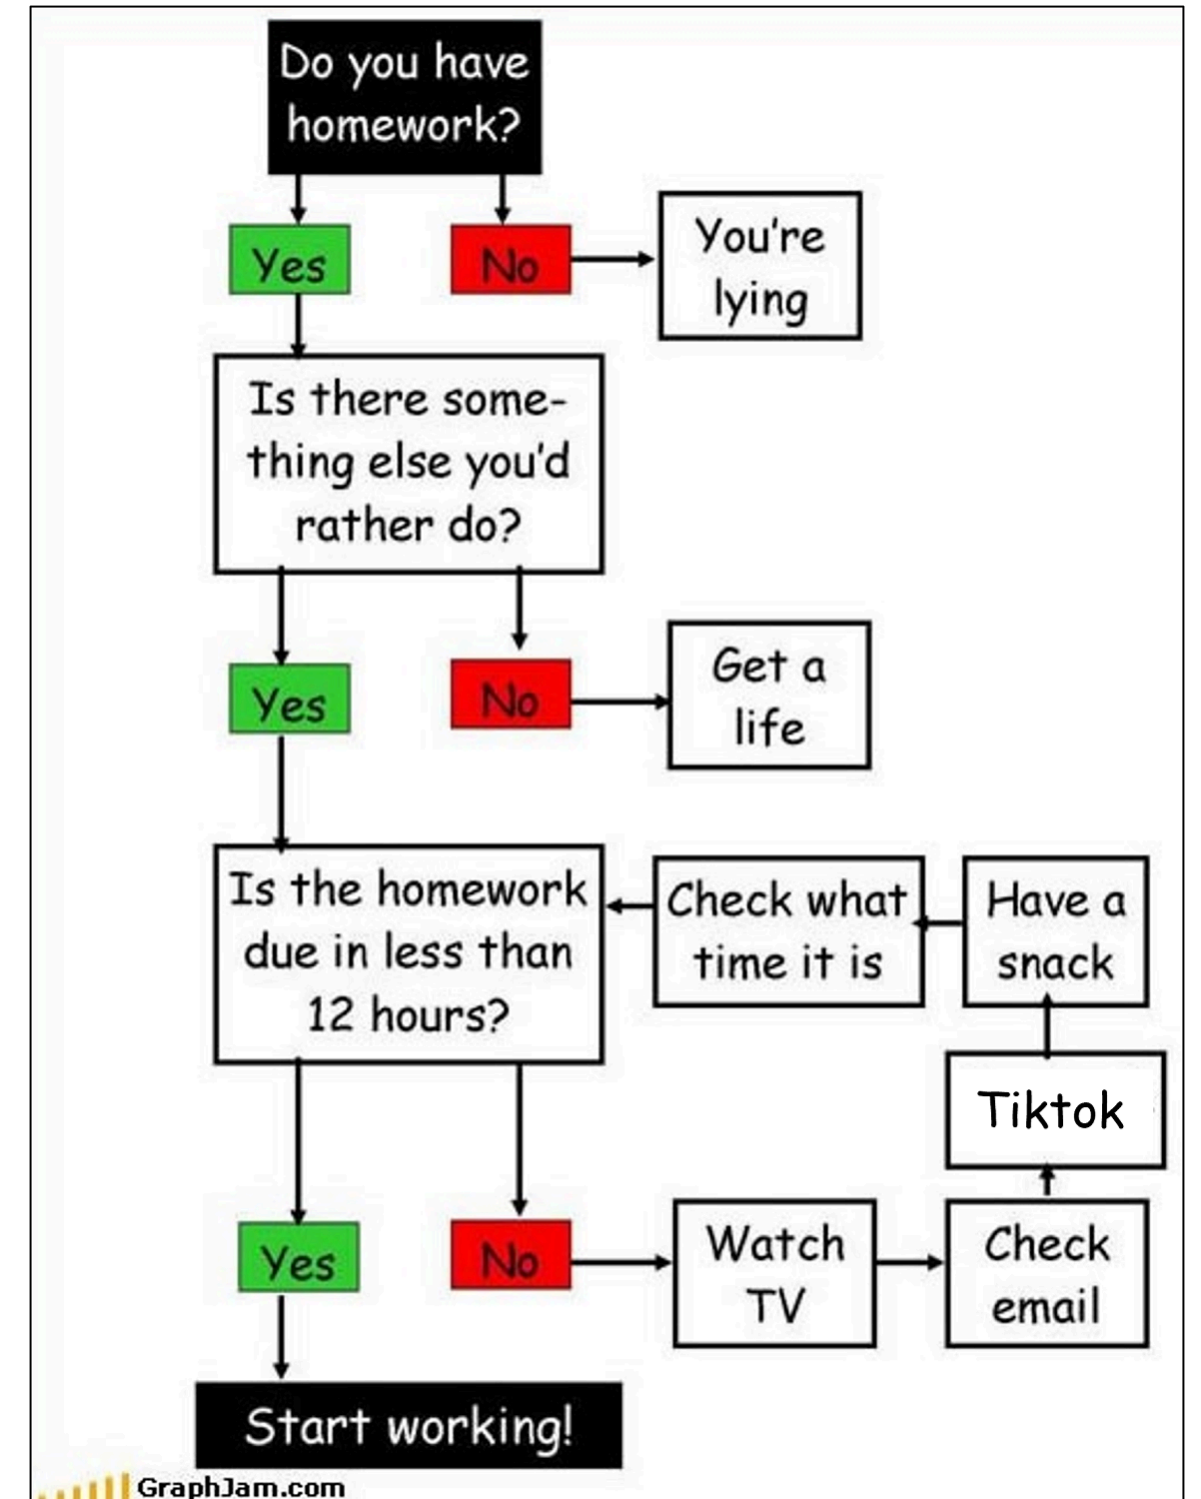 Do you have
homework?
Yes
No
You're
lying
Is there some-
thing else you'd
rather do?
Yes
No
Get a
life
Is the homework
due in less than
12 hours?
Check what
time it is
Have a
snack
Tiktok
Yes
No
Watch
TV
Check
email
Start working!
GraphJam.com